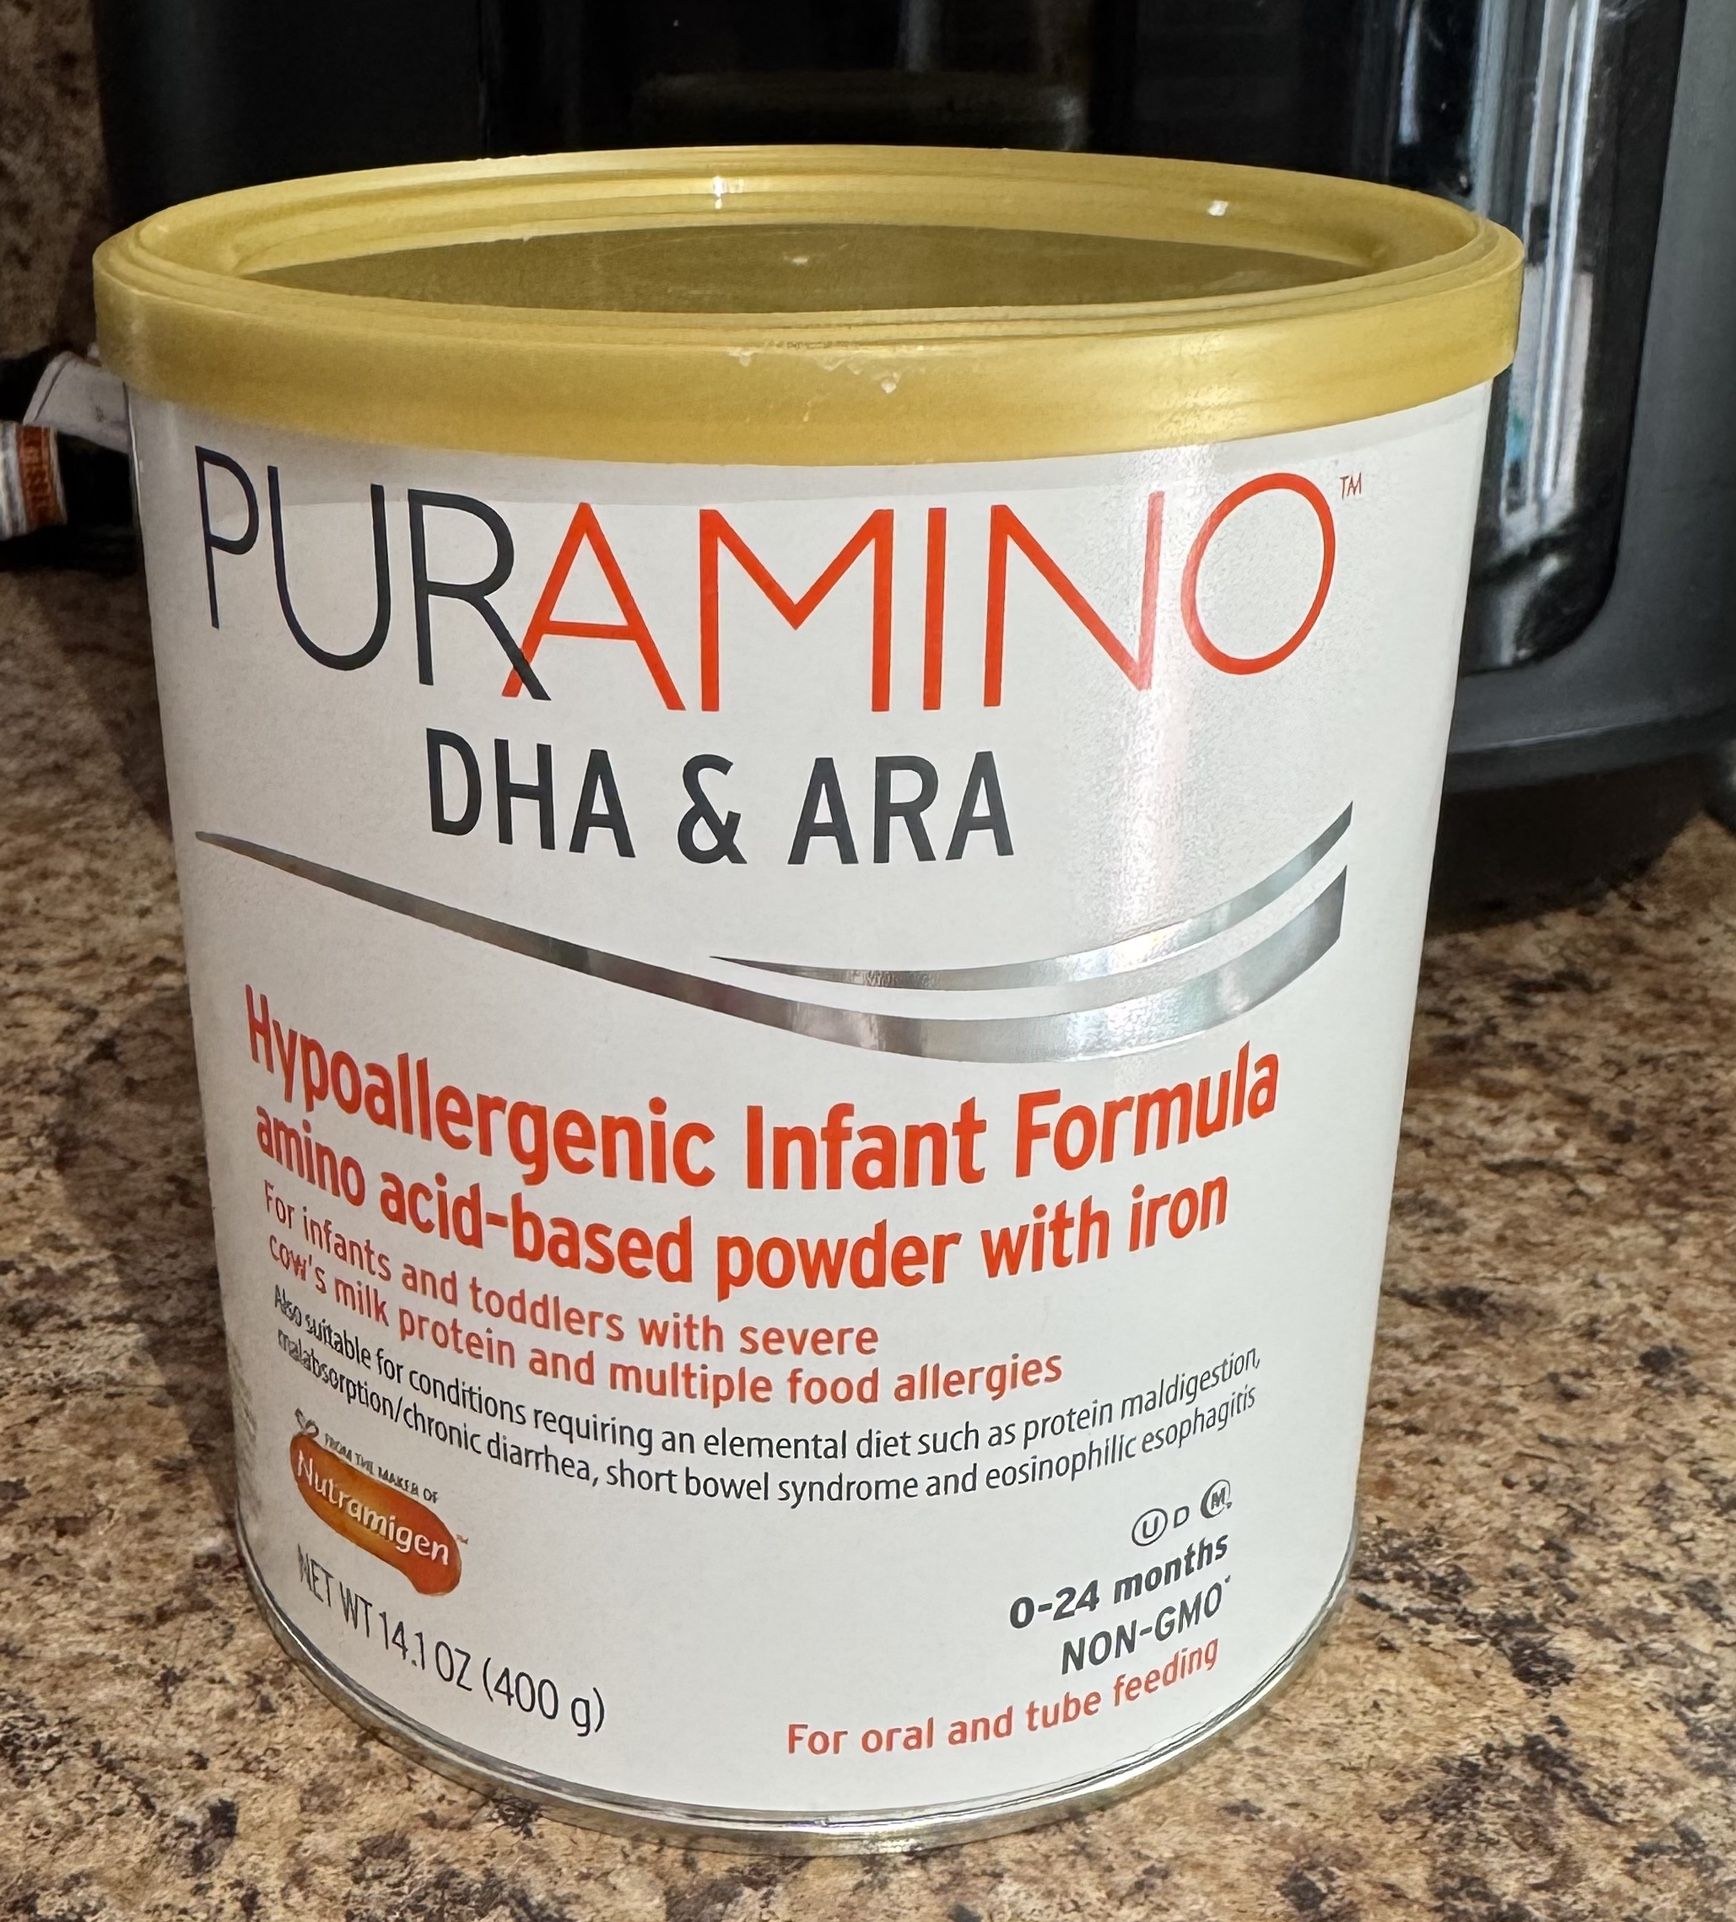 PURAMINO™
DHA & ARA
Hypoallergenic Infant Formula
amino acid-based powder with iron
For infants and toddlers with severe
cow's milk protein and multiple food allergies
Also suitable for conditions requiring an elemental diet such as protein maldigestion,
malabsorption/chronic diarrhea, short bowel syndrome and eosinophilic esophagitis
FROM THE MAKER OF
Nutramigen™
NET WT 14.1 OZ (400 g)
U D M
0-24 months
NON-GMO*
For oral and tube feeding